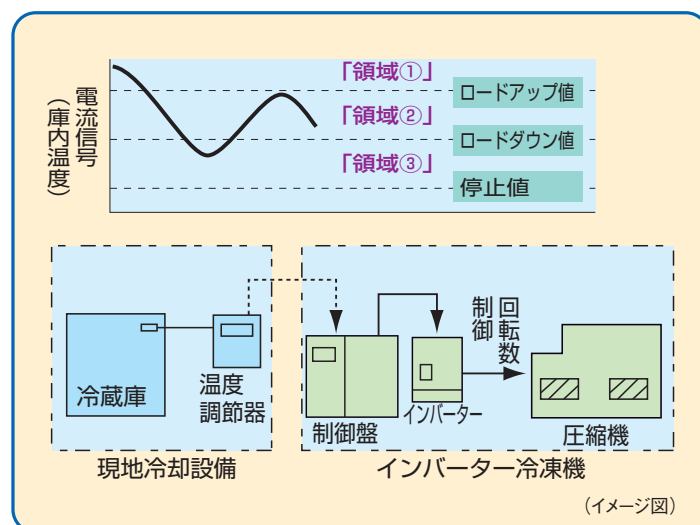 電流信号
（庫内温度）
「領域①」
ロードアップ値
「領域②」
ロードダウン値
「領域③」
停止値
冷蔵庫
温度
調節器
制御盤
インバーター
回転数
制御
圧縮機
現地冷却設備
インバーター冷凍機
（イメージ図）